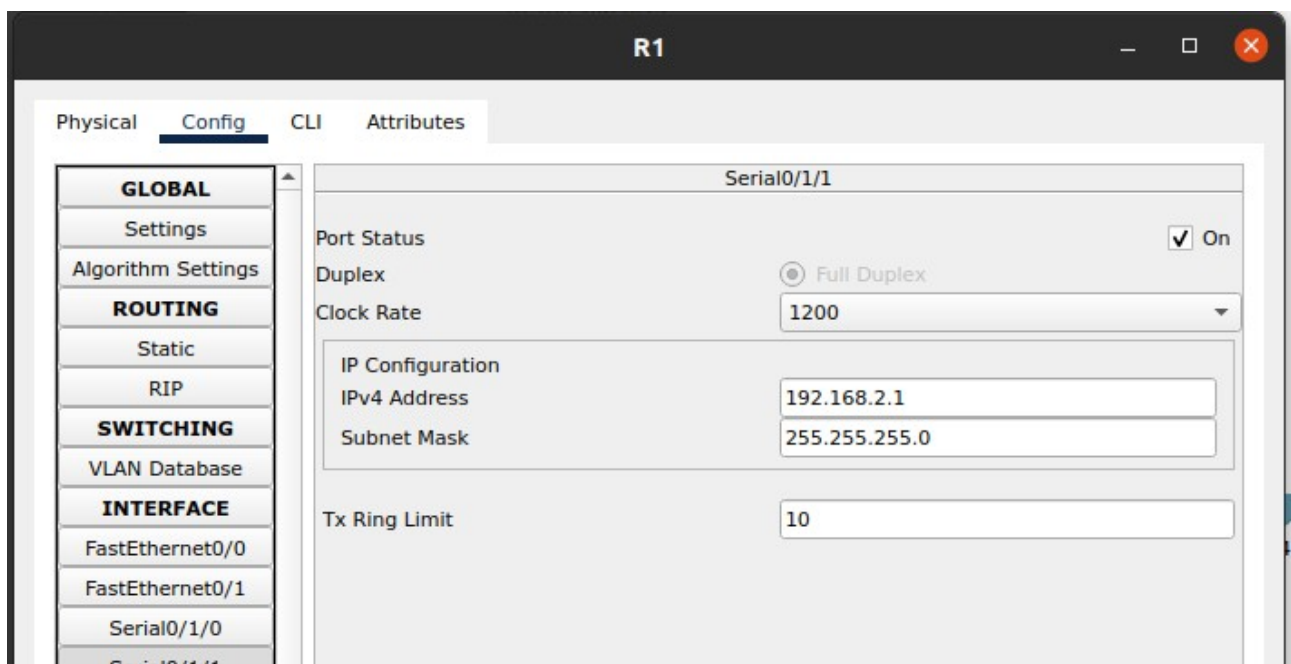 R1
Physical Config CLI Attributes
GLOBAL
Settings
Algorithm Settings
ROUTING
Static
RIP
SWITCHING
VLAN Database
INTERFACE
FastEthernet0/0
FastEthernet0/1
Serial0/1/0
Serial0/1/1
Port Status On
Duplex Full Duplex
Clock Rate 1200
IP Configuration
IPv4 Address 192.168.2.1
Subnet Mask 255.255.255.0
Tx Ring Limit 10